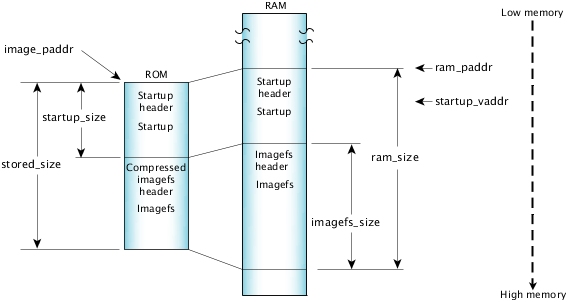 RAM
Low memory
image_paddr
ROM
ram_paddr
Startup
header
Startup
Startup
header
Startup
startup_vaddr
startup_size
stored_size
Compressed
imagefs
header
Imagefs
Imagefs
header
Imagefs
ram_size
imagefs_size
High memory